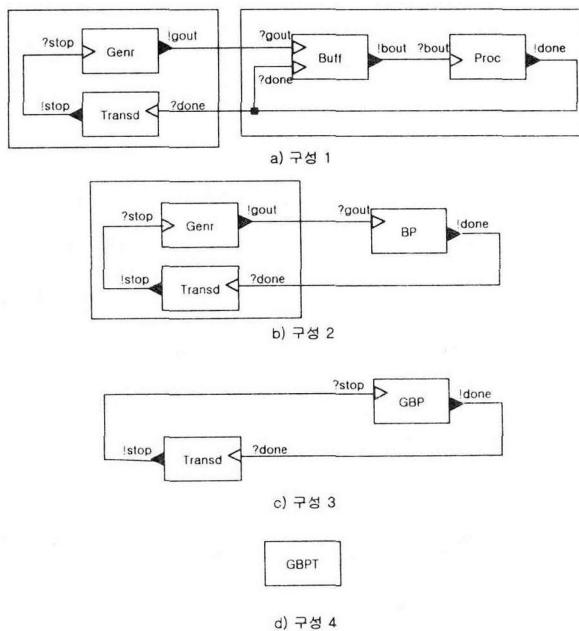 ?stop
Genr
!gout
?gout
Buff
!bout
?bout
Proc
!done
?done
!stop
Transd
?done
a) 구성 1
?stop
Genr
!gout
?gout
BP
!done
!stop
Transd
?done
b) 구성 2
?stop
GBP
!done
!stop
Transd
?done
c) 구성 3
GBPT
d) 구성 4